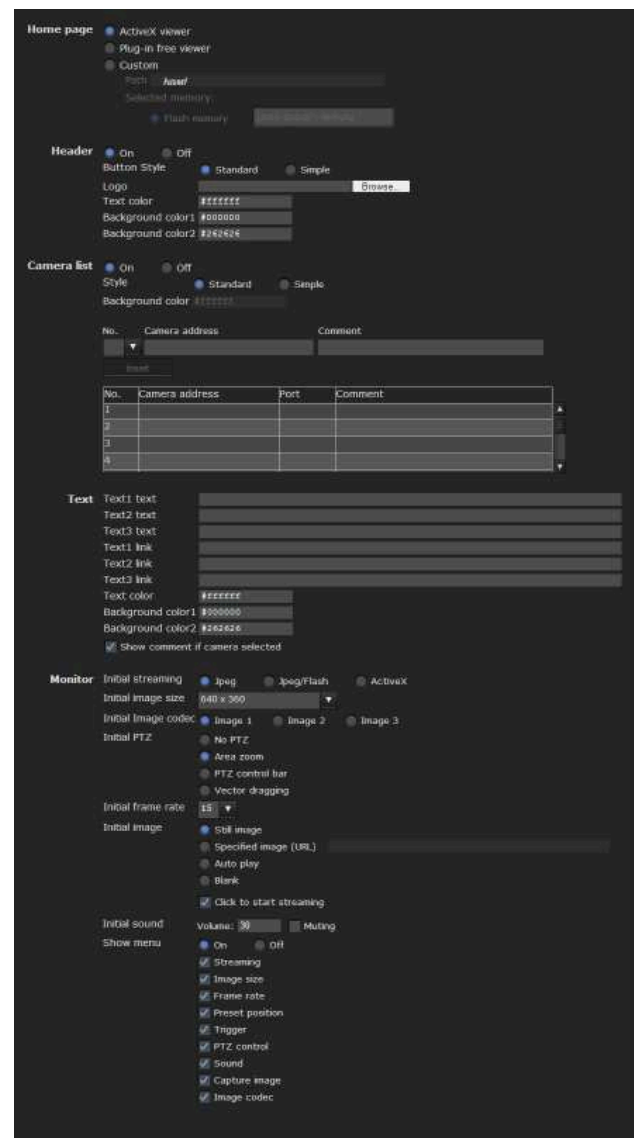 Home page ActiveX viewer
Plug-in free viewer
Custom
Path
Selected memory:
Flash memory
Header On Off
Button Style Standard Simple
Logo Browse...
Text color #ffffff
Background color1 #000000
Background color2 #262626
Camera list On Off
Style Standard Simple
Background color #ffffff
No. Camera address Comment
No. Camera address Port Comment
1
2
3
4
Text Text1 text
Text2 text
Text3 text
Text1 link
Text2 link
Text3 link
Text color #ffffff
Background color1 #000000
Background color2 #262626
Show comment if camera selected
Monitor Initial streaming Jpeg Jpeg/Flash ActiveX
Initial image size 640 x 360
Initial Image codec Image 1 Image 2 Image 3
Initial PTZ No PTZ
Area zoom
PTZ control bar
Vector dragging
Initial frame rate 15
Initial image Still image
Specified image (URL)
Auto play
Blank
Click to start streaming
Initial sound Volume: 30 Muting
Show menu On Off
Streaming
Image size
Frame rate
Preset position
Trigger
PTZ control
Sound
Capture image
Image codec